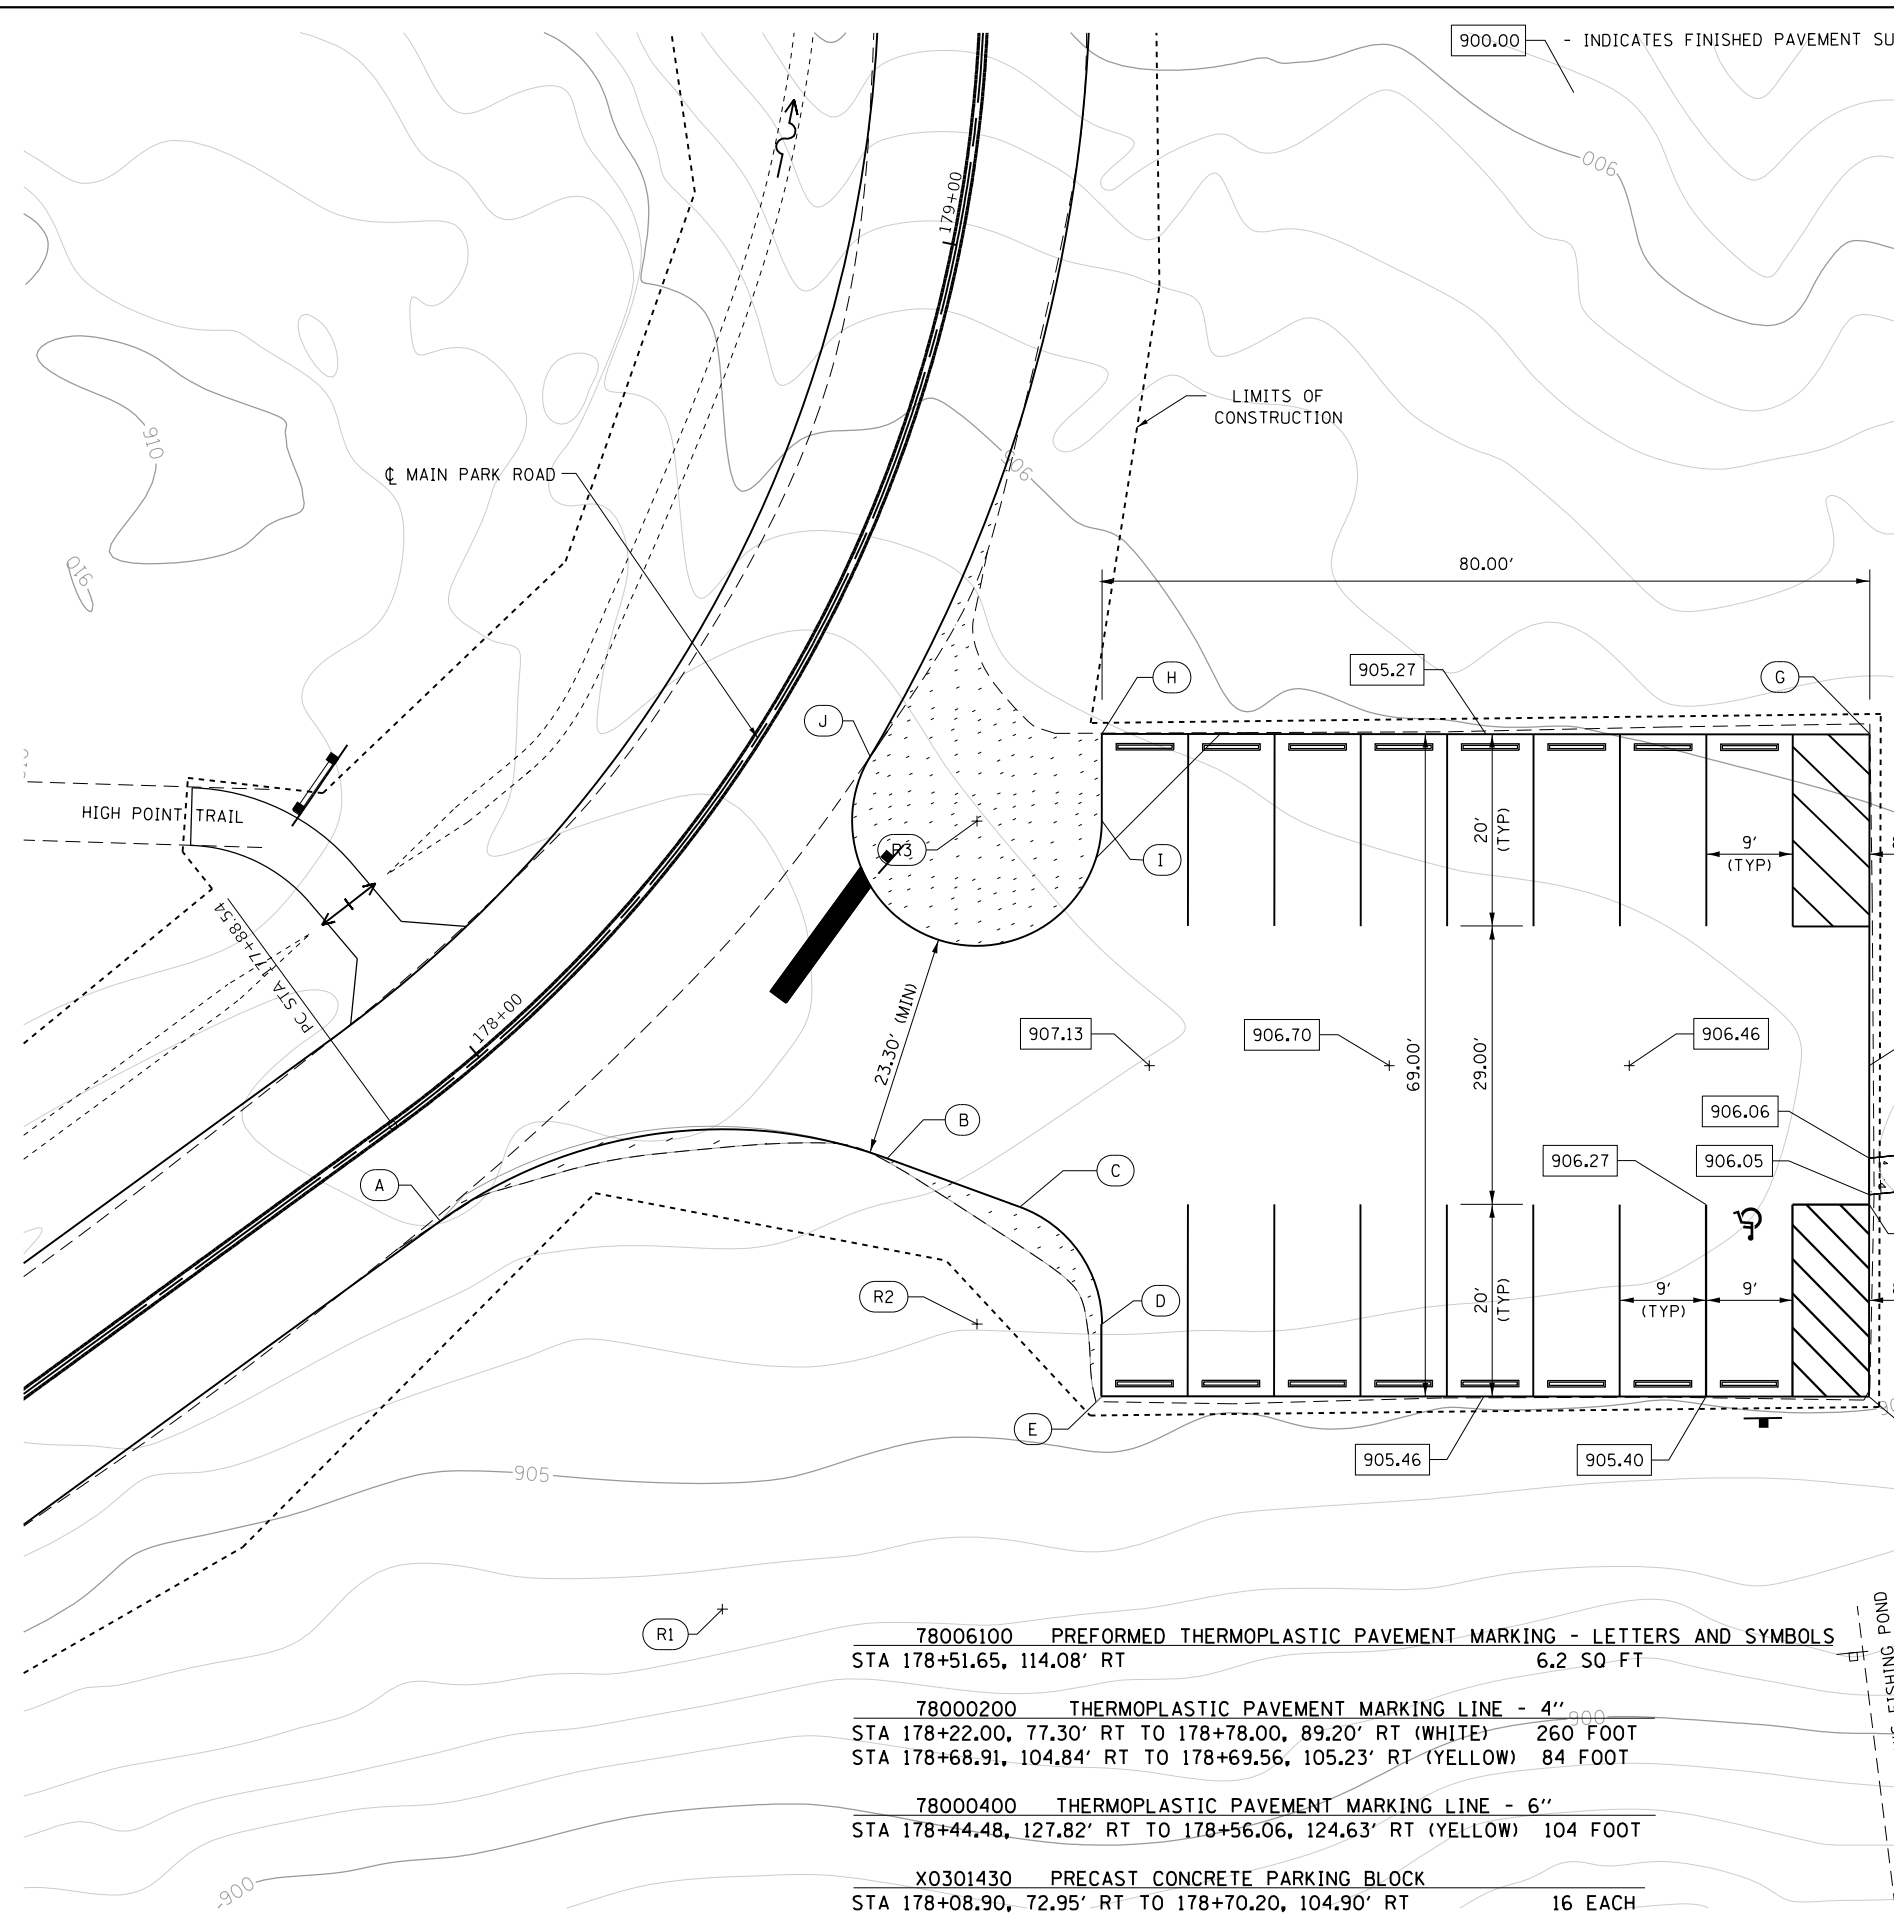 900.00 - INDICATES FINISHED PAVEMENT SU
900
179+00
LIMITS OF
CONSTRUCTION
910
905
℄ MAIN PARK ROAD
910
80.00'
H
905.27
G
J
HIGH POINT TRAIL
R3
I
20'
(TYP)
9'
(TYP)
PC STA 177+88.54
178+00
23.30' (MIN)
907.13
906.70
69.00'
29.00'
906.46
906.06
B
A
C
906.27
906.05
R2
D
20'
(TYP)
9'
(TYP)
9'
E
905.46
905.40
905
R1
FISHING POND
78006100 PREFORMED THERMOPLASTIC PAVEMENT MARKING - LETTERS AND SYMBOLS
STA 178+51.65, 114.08' RT 6.2 SQ FT
78000200 THERMOPLASTIC PAVEMENT MARKING LINE - 4''
900
STA 178+22.00, 77.30' RT TO 178+78.00, 89.20' RT (WHITE) 260 FOOT
STA 178+68.91, 104.84' RT TO 178+69.56, 105.23' RT (YELLOW) 84 FOOT
78000400 THERMOPLASTIC PAVEMENT MARKING LINE - 6''
STA 178+44.48, 127.82' RT TO 178+56.06, 124.63' RT (YELLOW) 104 FOOT
X0301430 PRECAST CONCRETE PARKING BLOCK
STA 178+08.90, 72.95' RT TO 178+70.20, 104.90' RT 16 EACH
900